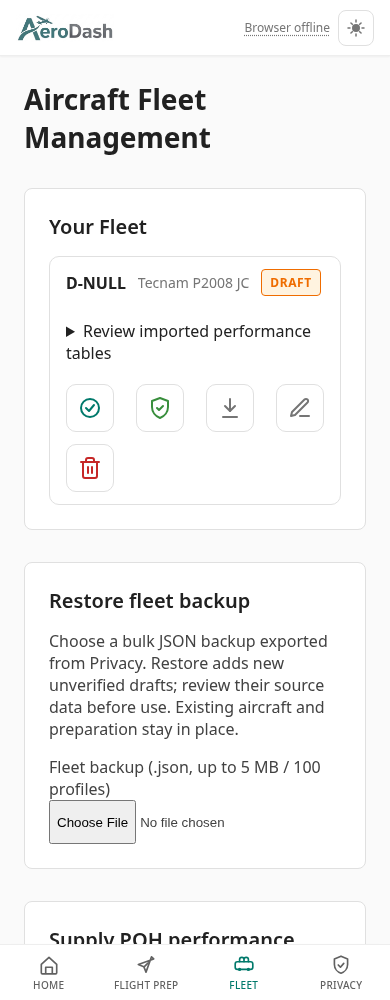 AeroDash
Browser offline
Aircraft Fleet
Management
Your Fleet
D-NULL Tecnam P2008 JC DRAFT
Review imported performance
tables
Restore fleet backup
Choose a bulk JSON backup exported
from Privacy. Restore adds new
unverified drafts; review their source
data before use. Existing aircraft and
preparation stay in place.
Fleet backup (.json, up to 5 MB / 100
profiles)
Choose File No file chosen
Supply POH performance
HOME FLIGHT PREP FLEET PRIVACY